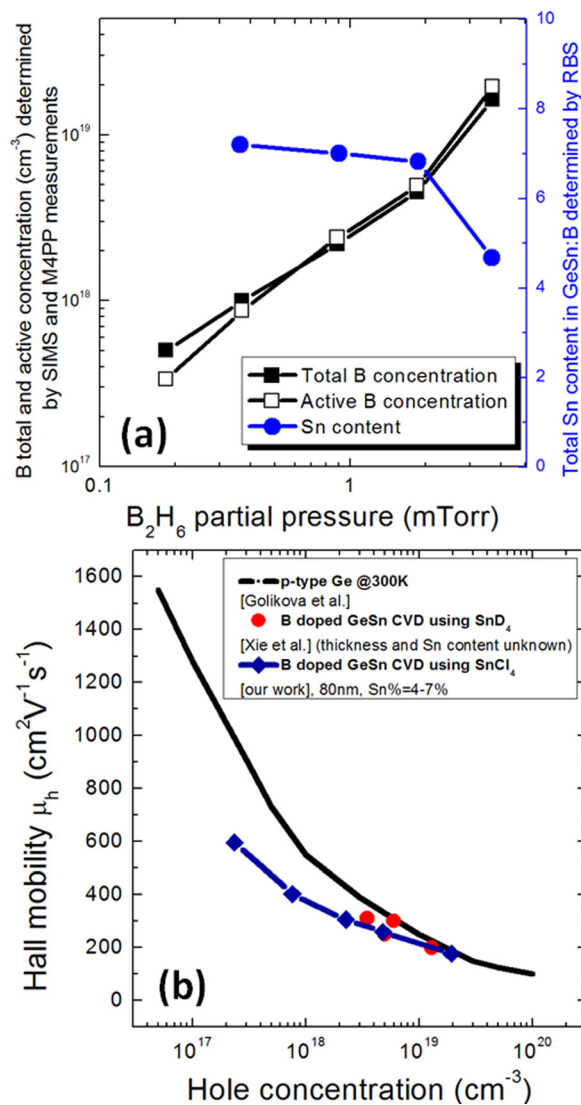 B total and active concentration (cm⁻³) determined
by SIMS and M4PP measurements
10¹⁹
10¹⁸
10¹⁷
10
8
6
4
2
0
Total Sn content in GeSn:B determined by RBS
Total B concentration
Active B concentration
Sn content
(a)
0.1
1
B₂H₆ partial pressure (mTorr)
1600
1400
1200
1000
800
600
400
200
0
Hall mobility μₕ (cm²V⁻¹s⁻¹)
p-type Ge @300K
[Golikova et al.]
B doped GeSn CVD using SnD₄
[Xie et al.] (thickness and Sn content unknown)
B doped GeSn CVD using SnCl₄
[our work], 80nm, Sn%=4-7%
(b)
10¹⁷
10¹⁸
10¹⁹
10²⁰
Hole concentration (cm⁻³)